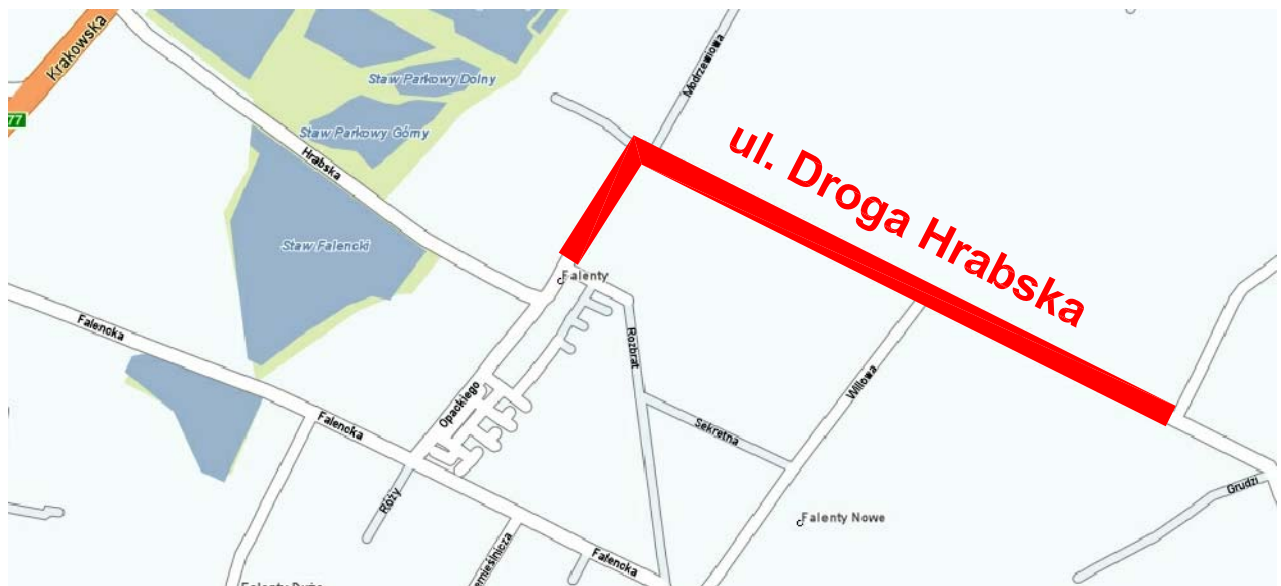 Krakowska
77
Staw Parkowy Dolny
Modrzewiowa
Staw Parkowy Górny
Hrabska
ul. Droga Hrabska
Staw Falencki
Falenty
Falencka
Rozbrat
Willowa
Opackiego
Falencka
Sekretna
Róży
Grudzi
Falenty Nowe
Falencka